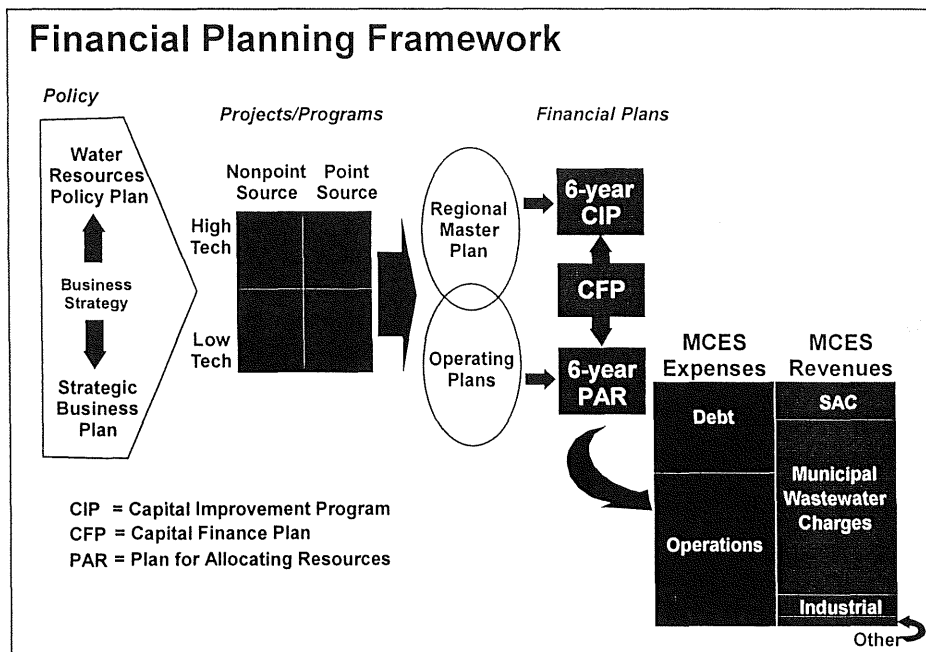 Financial Planning Framework
Policy
Water
Resources
Policy Plan
Business
Strategy
Strategic
Business
Plan
Projects/Programs
Nonpoint
Source
Point
Source
High
Tech
Low
Tech
Regional
Master
Plan
Operating
Plans
Financial Plans
6-year
CIP
CFP
6-year
PAR
MCES
Expenses
Debt
Operations
MCES
Revenues
SAC
Municipal
Wastewater
Charges
Industrial
Other
CIP = Capital Improvement Program
CFP = Capital Finance Plan
PAR = Plan for Allocating Resources